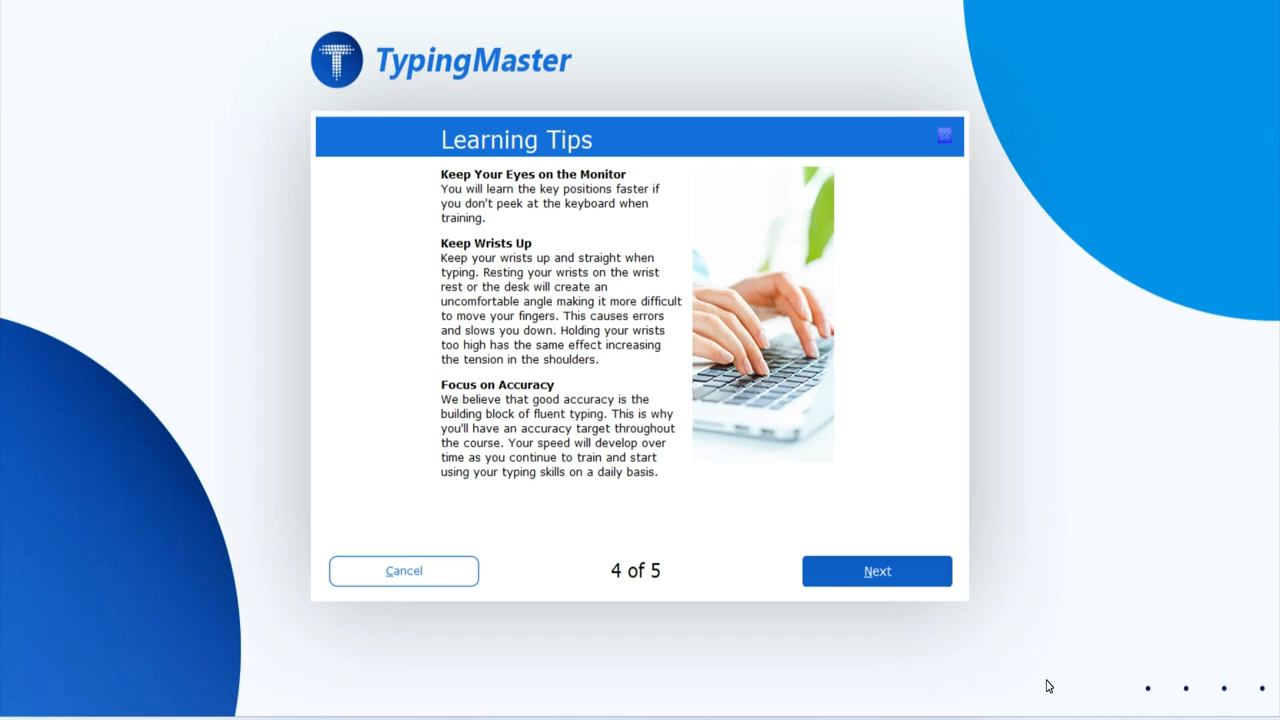 TypingMaster
Learning Tips
Keep Your Eyes on the Monitor
You will learn the key positions faster if
you don't peek at the keyboard when
training.
Keep Wrists Up
Keep your wrists up and straight when
typing. Resting your wrists on the wrist
rest or the desk will create an
uncomfortable angle making it more difficult
to move your fingers. This causes errors
and slows you down. Holding your wrists
too high has the same effect increasing
the tension in the shoulders.
Focus on Accuracy
We believe that good accuracy is the
building block of fluent typing. This is why
you'll have an accuracy target throughout
the course. Your speed will develop over
time as you continue to train and start
using your typing skills on a daily basis.
Cancel
4 of 5
Next